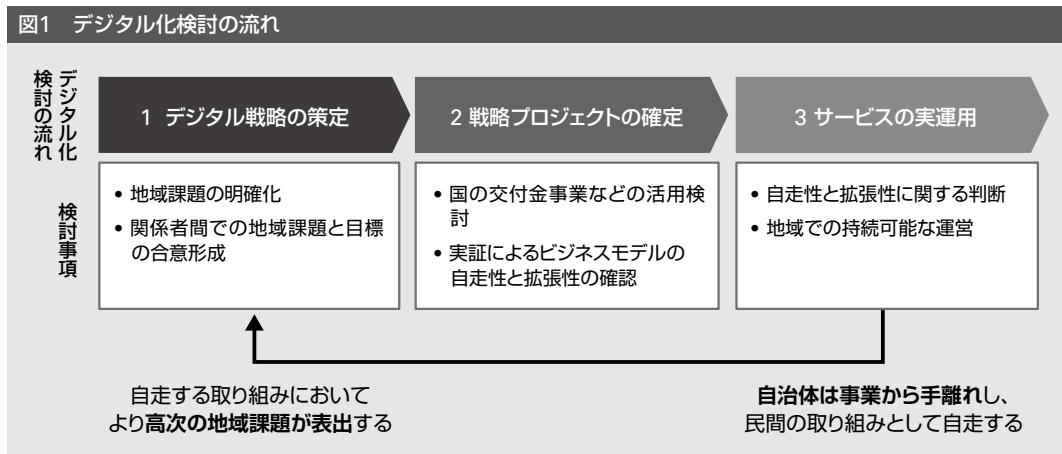 図1 デジタル化検討の流れ
デジタル化
検討の流れ
1 デジタル戦略の策定
2 戦略プロジェクトの確定
3 サービスの実運用
検討事項
• 地域課題の明確化
• 関係者間での地域課題と目標
の合意形成
• 国の交付金事業などの活用検
討
• 実証によるビジネスモデルの
自走性と拡張性の確認
• 自走性と拡張性に関する判断
• 地域での持続可能な運営
自走する取り組みにおいて
より高次の地域課題が表出する
自治体は事業から手離れし、
民間の取り組みとして自走する